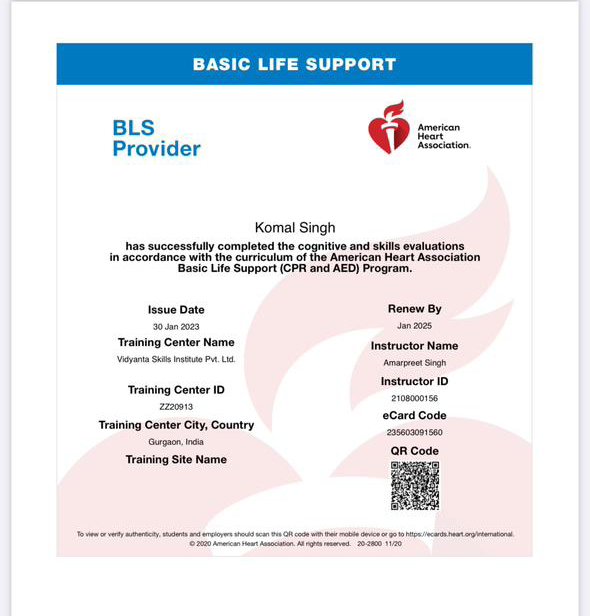 BASIC LIFE SUPPORT
BLS
Provider
American
Heart
Association.
Komal Singh
has successfully completed the cognitive and skills evaluations
in accordance with the curriculum of the American Heart Association
Basic Life Support (CPR and AED) Program.
Issue Date
30 Jan 2023
Training Center Name
Vidyanta Skills Institute Pvt. Ltd.
Training Center ID
ZZ20913
Training Center City, Country
Gurgaon, India
Training Site Name
Renew By
Jan 2025
Instructor Name
Amarpreet Singh
Instructor ID
2108000156
eCard Code
235603091560
QR Code
To view or verify authenticity, students and employers should scan this QR code with their mobile device or go to https://ecards.heart.org/international.
© 2020 American Heart Association. All rights reserved. 20-2800 11/20